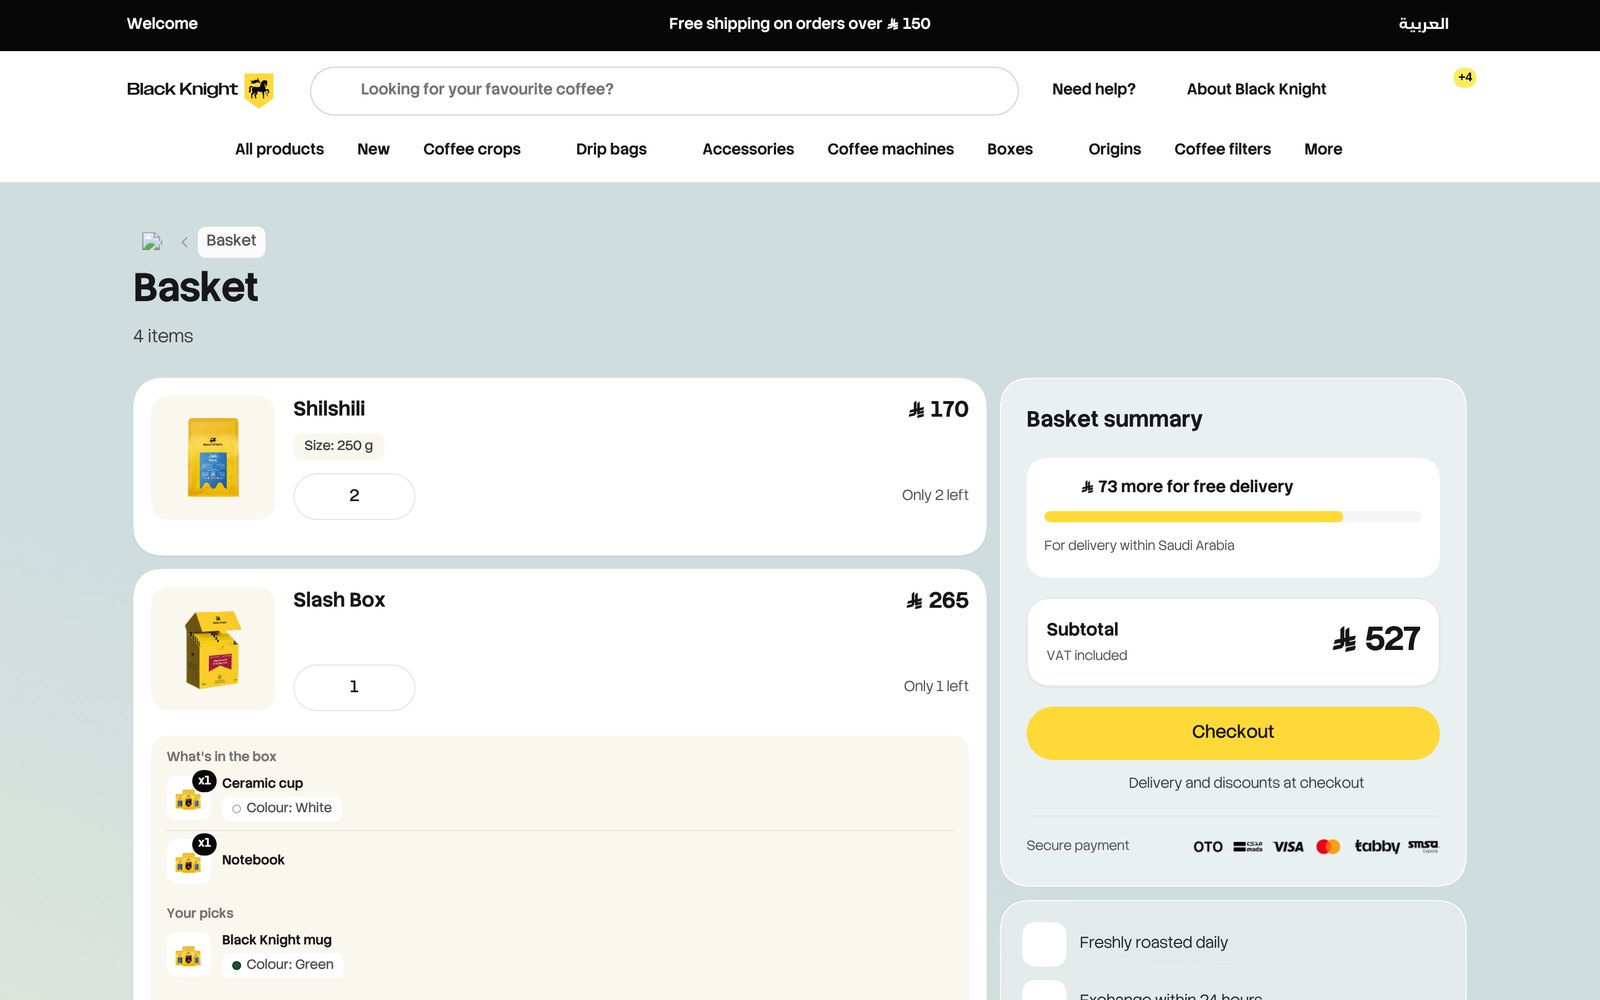 Welcome
Free shipping on orders over 150
العربية
Black Knight
Looking for your favourite coffee?
Need help?
About Black Knight
+4
All products
New
Coffee crops
Drip bags
Accessories
Coffee machines
Boxes
Origins
Coffee filters
More
Basket
Basket
4 items
Shilshili
170
Size: 250 g
2
Only 2 left
Slash Box
265
1
Only 1 left
What's in the box
x1
Ceramic cup
Colour: White
x1
Notebook
Your picks
Black Knight mug
Colour: Green
Basket summary
73 more for free delivery
For delivery within Saudi Arabia
Subtotal
527
VAT included
Checkout
Delivery and discounts at checkout
Secure payment
OTO
mada
VISA
tabby
smsa
Freshly roasted daily
Exchange within 24 hours